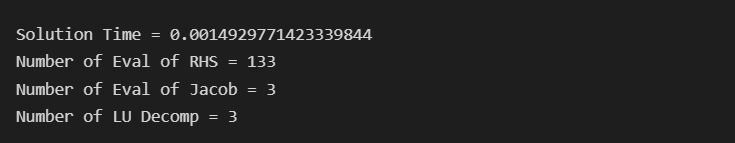 Solution Time = 0.0014929771423339844
Number of Eval of RHS = 133
Number of Eval of Jacob = 3
Number of LU Decomp = 3